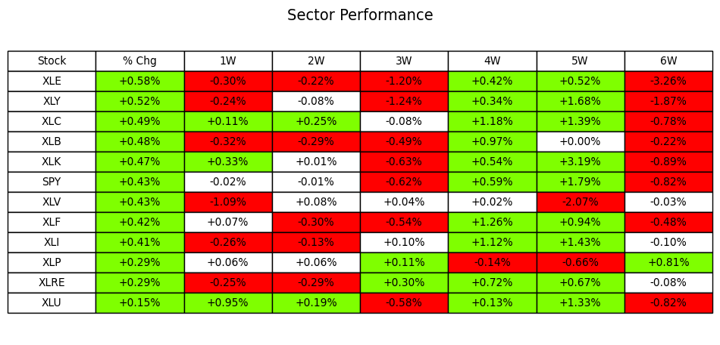 Sector Performance
Stock % Chg 1W 2W 3W 4W 5W 6W
XLE +0.58% -0.30% -0.22% -1.20% +0.42% +0.52% -3.26%
XLY +0.52% -0.24% -0.08% -1.24% +0.34% +1.68% -1.87%
XLC +0.49% +0.11% +0.25% -0.08% +1.18% +1.39% -0.78%
XLB +0.48% -0.32% -0.29% -0.49% +0.97% +0.00% -0.22%
XLK +0.47% +0.33% +0.01% -0.63% +0.54% +3.19% -0.89%
SPY +0.43% -0.02% -0.01% -0.62% +0.59% +1.79% -0.82%
XLV +0.43% -1.09% +0.08% +0.04% +0.02% -2.07% -0.03%
XLF +0.42% +0.07% -0.30% -0.54% +1.26% +0.94% -0.48%
XLI +0.41% -0.26% -0.13% +0.10% +1.12% +1.43% -0.10%
XLP +0.29% +0.06% +0.06% +0.11% -0.14% -0.66% +0.81%
XLRE +0.29% -0.25% -0.29% +0.30% +0.72% +0.67% -0.08%
XLU +0.15% +0.95% +0.19% -0.58% +0.13% +1.33% -0.82%